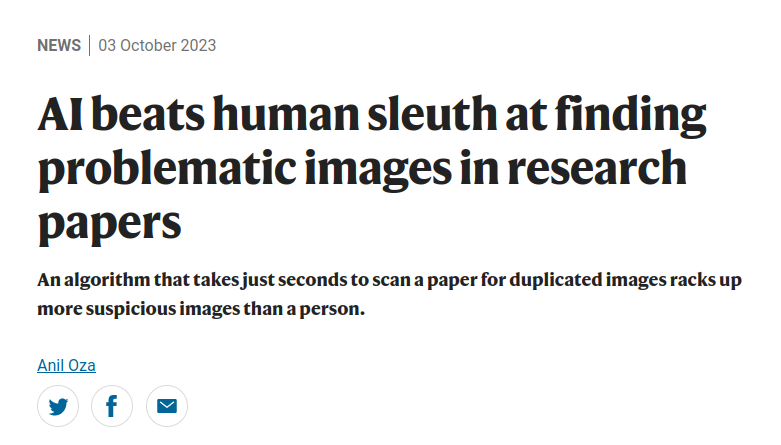 NEWS | 03 October 2023
AI beats human sleuth at finding
problematic images in research
papers
An algorithm that takes just seconds to scan a paper for duplicated images racks up
more suspicious images than a person.
Anil Oza